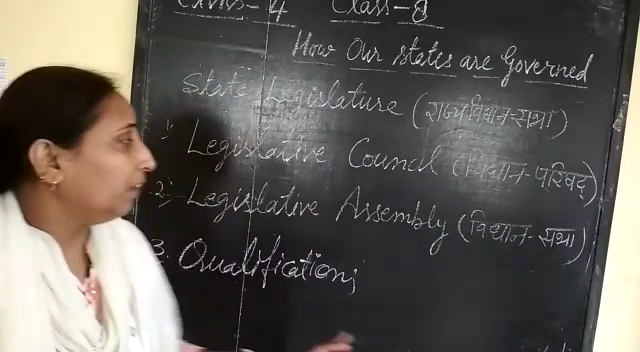 Civics-4 Class-8
How Our states are Governed
State Legislature (राज्य विधान-सभा)
1. Legislative Council (विधान-परिषद्)
2. Legislative Assembly (विधान-सभा)
3. Qualifications